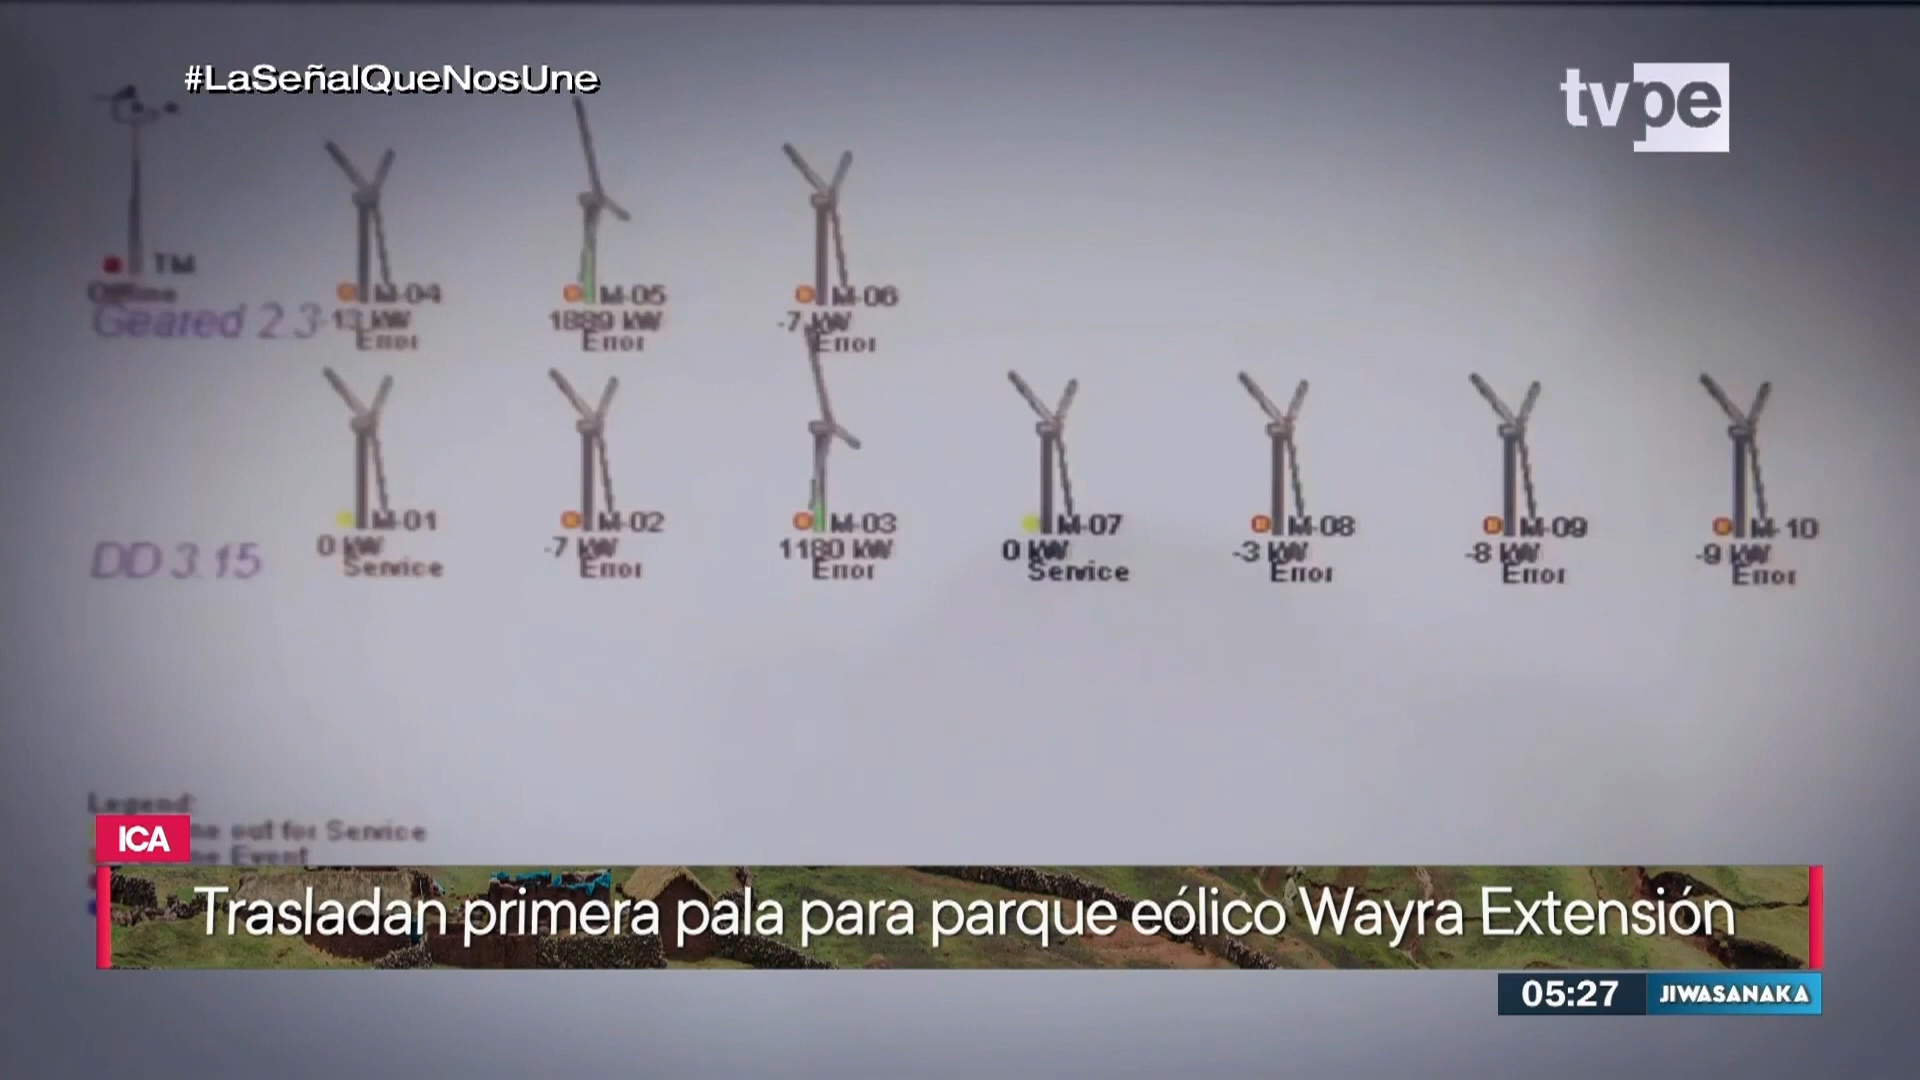 #LaSeñalQueNosUne
tvpe
TM
Offline
M-04
M-05
M-06
Geared 2.3
-13 kW
1889 kW
-7 kW
Error
Error
Error
M-01
M-02
M-03
M-07
M-08
M-09
M-10
DD 3.15
0 kW
-7 kW
1180 kW
0 kW
-3 kW
-8 kW
-9 kW
Service
Error
Error
Service
Error
Error
Error
Legend:
out for Service
Event
ICA
Trasladan primera pala para parque eólico Wayra Extensión
05:27 JIWASANAKA